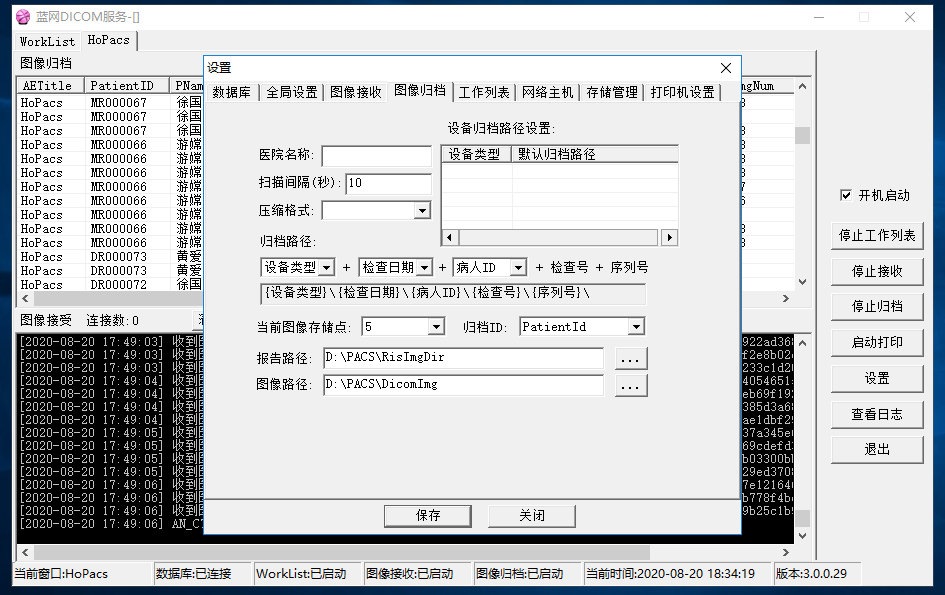 蓝网DICOM服务-[]
WorkList HoPacs
图像归档
AETitle PatientID PNam
HoPacs MR000067 徐国
HoPacs MR000067 徐国
HoPacs MR000067 徐国
HoPacs MR000066 游嫦
HoPacs MR000066 游嫦
HoPacs MR000066 游嫦
HoPacs MR000066 游嫦
HoPacs MR000066 游嫦
HoPacs MR000066 游嫦
HoPacs MR000066 游嫦
HoPacs MR000066 游嫦
HoPacs DR000073 黄爱
HoPacs DR000073 黄爱
HoPacs DR000072 徐国
ngNum
图像接受 连接数:0
[2020-08-20 17:49:03] 收到
[2020-08-20 17:49:03] 收到
[2020-08-20 17:49:03] 收到
[2020-08-20 17:49:04] 收到
[2020-08-20 17:49:04] 收到
[2020-08-20 17:49:04] 收到
[2020-08-20 17:49:04] 收到
[2020-08-20 17:49:05] 收到
[2020-08-20 17:49:05] 收到
[2020-08-20 17:49:05] 收到
[2020-08-20 17:49:05] 收到
[2020-08-20 17:49:06] 收到
[2020-08-20 17:49:06] 收到
[2020-08-20 17:49:06] 收到
[2020-08-20 17:49:06] AN_C
设置
数据库 全局设置 图像接收 图像归档 工作列表 网络主机 存储管理 打印机设置
设备归档路径设置:
医院名称:
设备类型 默认归档路径
扫描间隔(秒): 10
压缩格式:
归档路径:
设备类型 + 检查日期 + 病人ID + 检查号 + 序列号
{设备类型}\{检查日期}\{病人ID}\{检查号}\{序列号}\
当前图像存储点: 5 归档ID: PatientId
报告路径: D:\PACS\RisImgDir ...
图像路径: D:\PACS\DicomImg ...
保存 关闭
922ad368
f2e8b02
233c1d20
4054651
eb69f19
385d3a6
ae1dbf2
37a345e
69cdefd
b03300b
29ed3708
7e12164
b778f4b
9b25c1b
开机启动
停止工作列表
停止接收
停止归档
启动打印
设置
查看日志
退出
当前窗口:HoPacs 数据库:已连接 WorkList:已启动 图像接收:已启动 图像归档:已启动 当前时间:2020-08-20 18:34:19 版本:3.0.0.29